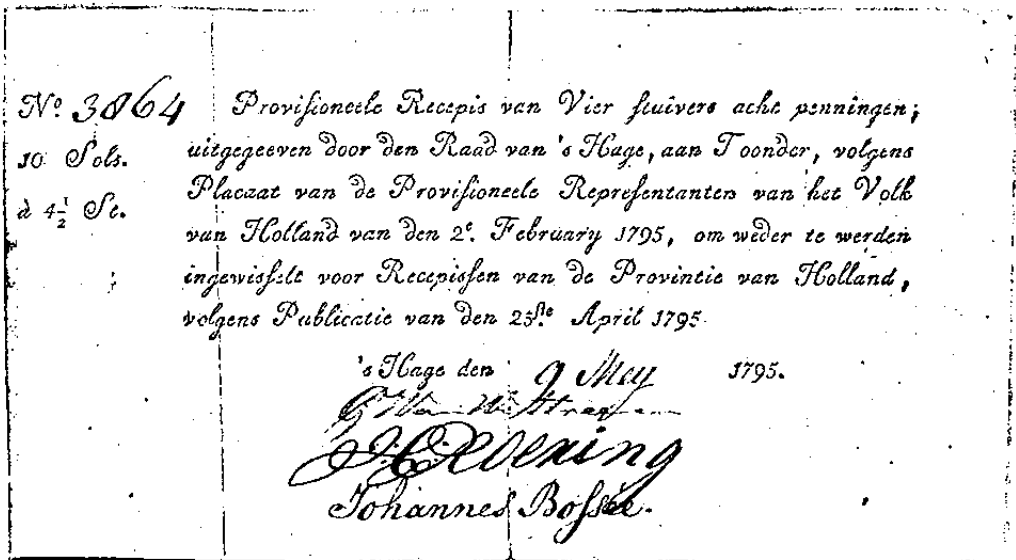 Nº 3864
10 Sols.
à 4½ St.
Provisioneele Recepis van Vier stuivers acht penningen;
uitgegeeven door den Raad van 's Hage, aan Toonder, volgens
Placaat van de Provisioneele Representanten van het Volk
van Holland van den 2e. February 1795, om weder te werden
ingewisselt voor Recepissen van de Provintie van Holland,
volgens Publicatie van den 25ste. April 1795
's Hage den 9 Mey 1795.
Johannes Bossee.